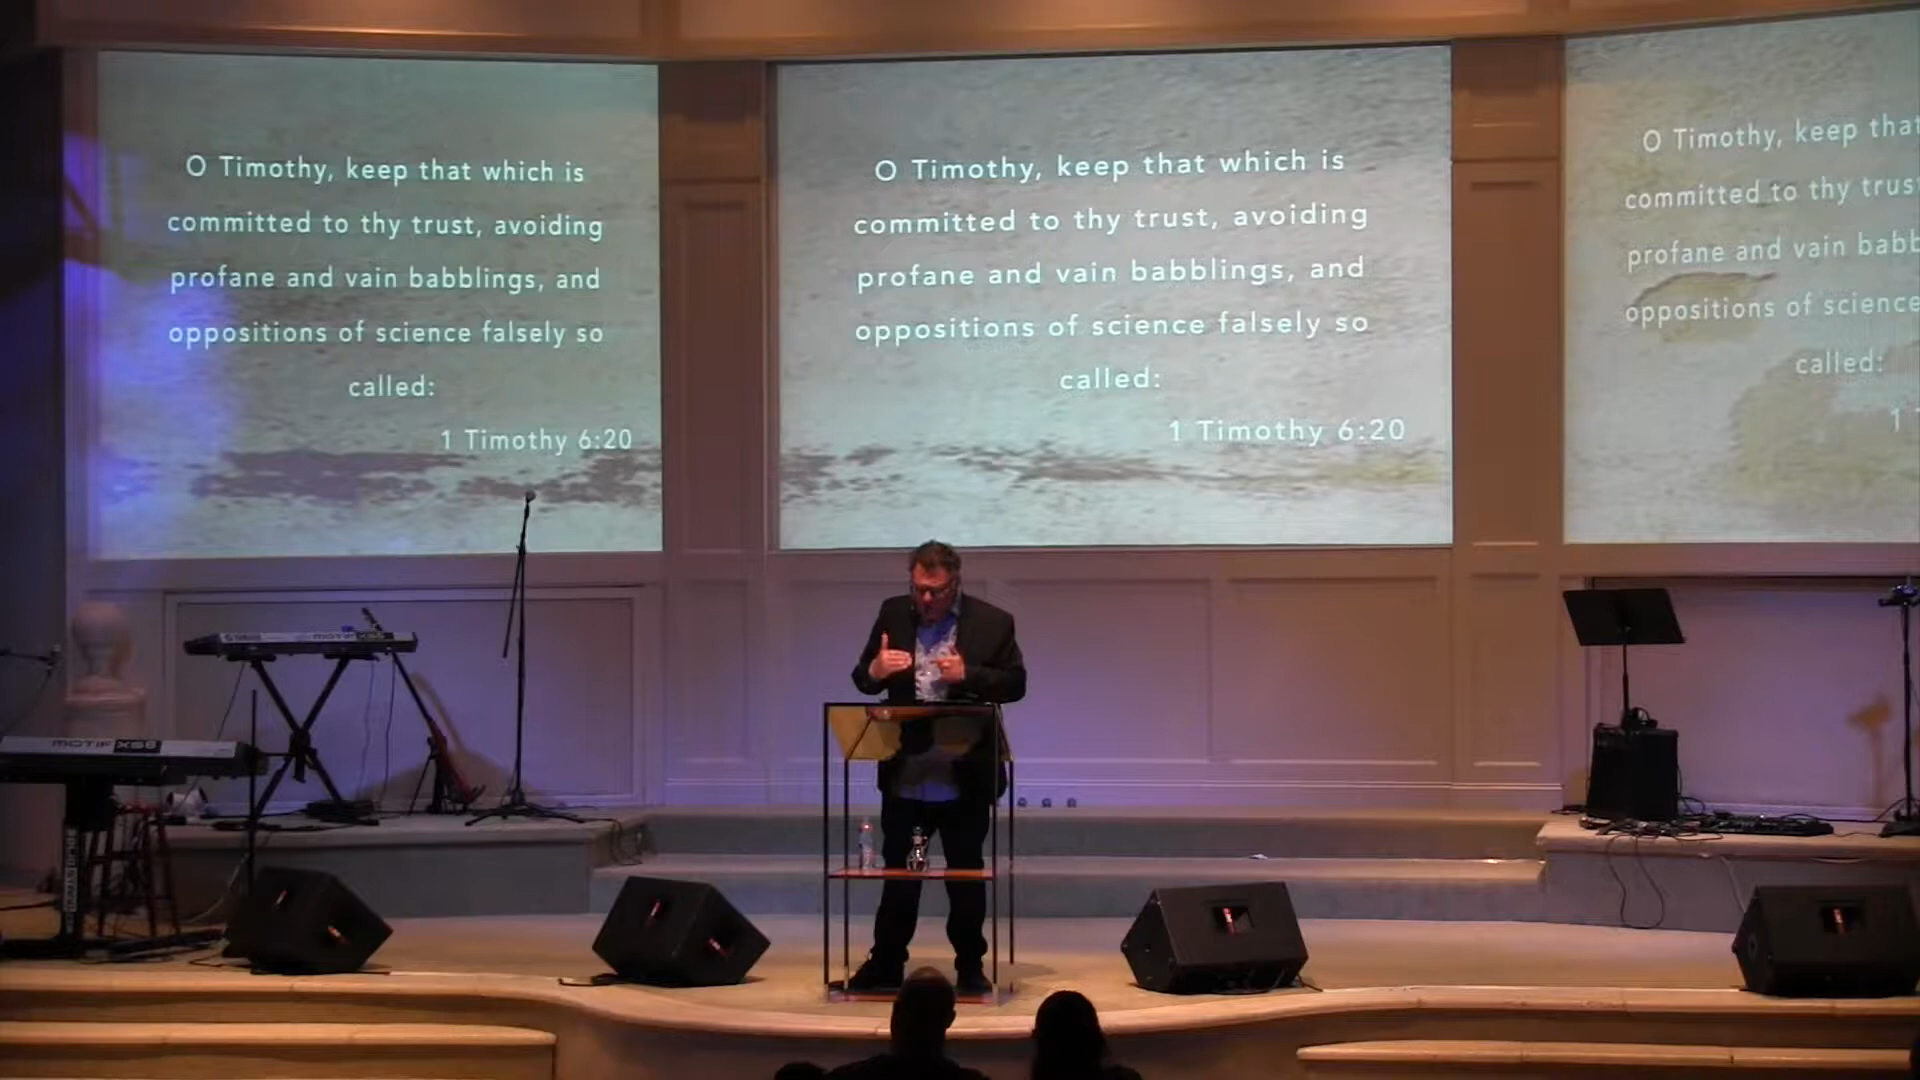 O Timothy, keep that which is
committed to thy trust, avoiding
profane and vain babblings, and
oppositions of science falsely so
called:
1 Timothy 6:20
O Timothy, keep that which is
committed to thy trust, avoiding
profane and vain babblings, and
oppositions of science falsely so
called:
1 Timothy 6:20
O Timothy, keep that
committed to thy trust
profane and vain babb
oppositions of science
called:
1
MOTIF XS6
MOTIF XS8